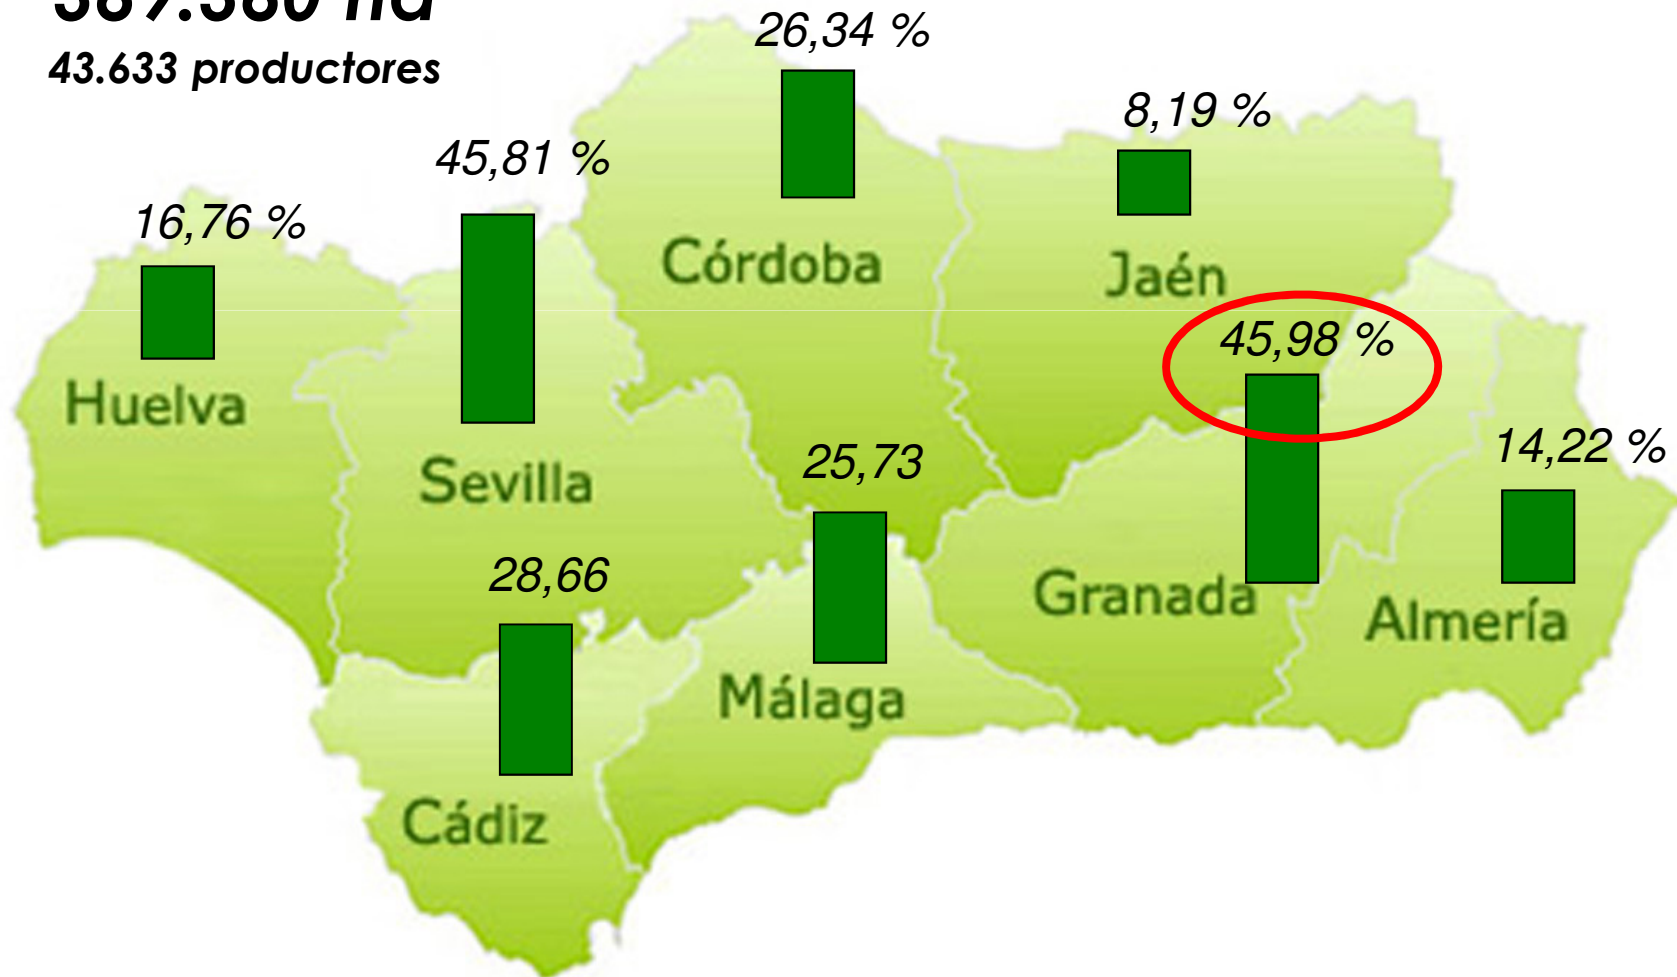 43.633 productores
26,34 %
8,19 %
45,81 %
16,76 %
Córdoba
Jaén
45,98 %
Huelva
14,22 %
25,73
Sevilla
28,66
Granada
Almería
Málaga
Cádiz